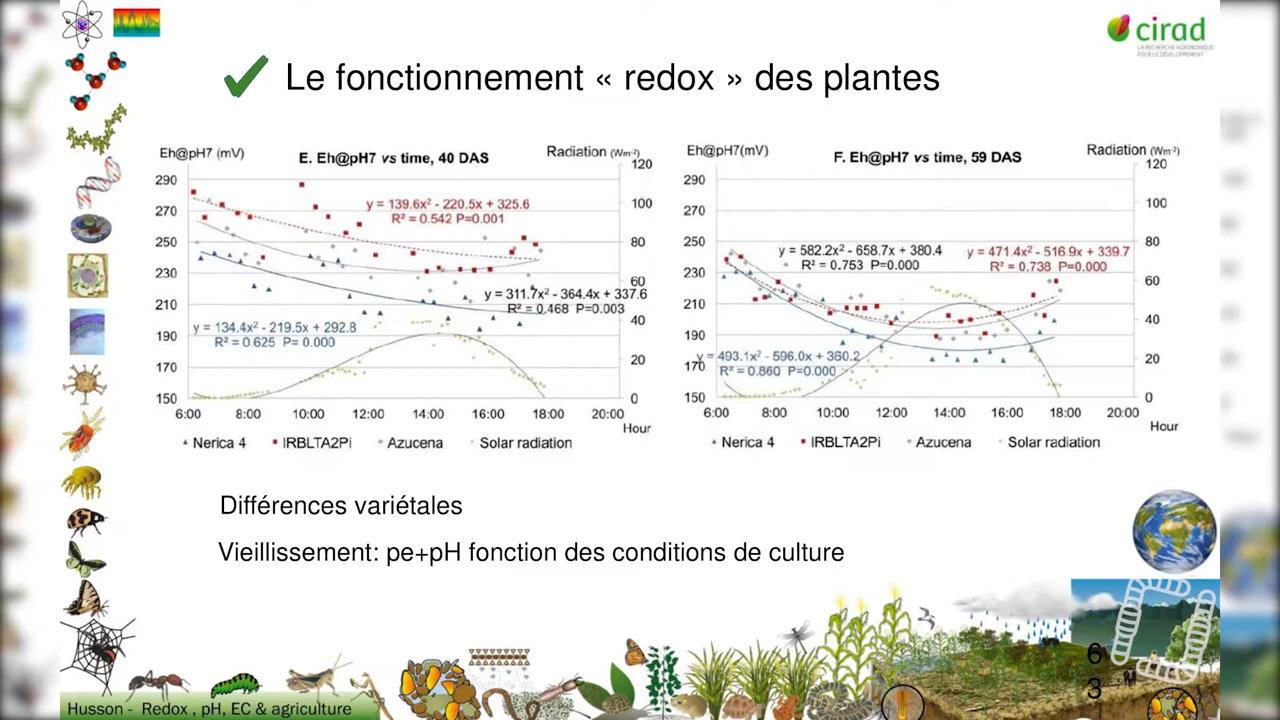 cirad
LA RECHERCHE AGRONOMIQUE
POUR LE DÉVELOPPEMENT
Le fonctionnement « redox » des plantes
Eh@pH7 (mV)
E. Eh@pH7 vs time, 40 DAS
Radiation (Wm-2)
290
270
250
230
210
190
170
150
120
100
80
60
40
20
0
y = 139.6x² - 220.5x + 325.6
R² = 0.542 P=0.001
y = 311.7x² - 364.4x + 337.6
R² = 0.468 P=0.003
y = 134.4x² - 219.5x + 292.8
R² = 0.625 P= 0.000
6:00 8:00 10:00 12:00 14:00 16:00 18:00 20:00
Hour
Nerica 4 IRBLTA2Pi Azucena Solar radiation
Eh@pH7(mV)
F. Eh@pH7 vs time, 59 DAS
Radiation (Wm-2)
290
270
250
230
210
190
170
150
120
100
80
60
40
20
0
y = 582.2x² - 658.7x + 380.4
R² = 0.753 P=0.000
y = 471.4x² - 516.9x + 339.7
R² = 0.738 P=0.000
y = 493.1x² - 596.0x + 360.2
R² = 0.860 P=0.000
6:00 8:00 10:00 12:00 14:00 16:00 18:00 20:00
Hour
Nerica 4 IRBLTA2Pi Azucena Solar radiation
Différences variétales
Vieillissement: pe+pH fonction des conditions de culture
6
3
Husson - Redox , pH, EC & agriculture